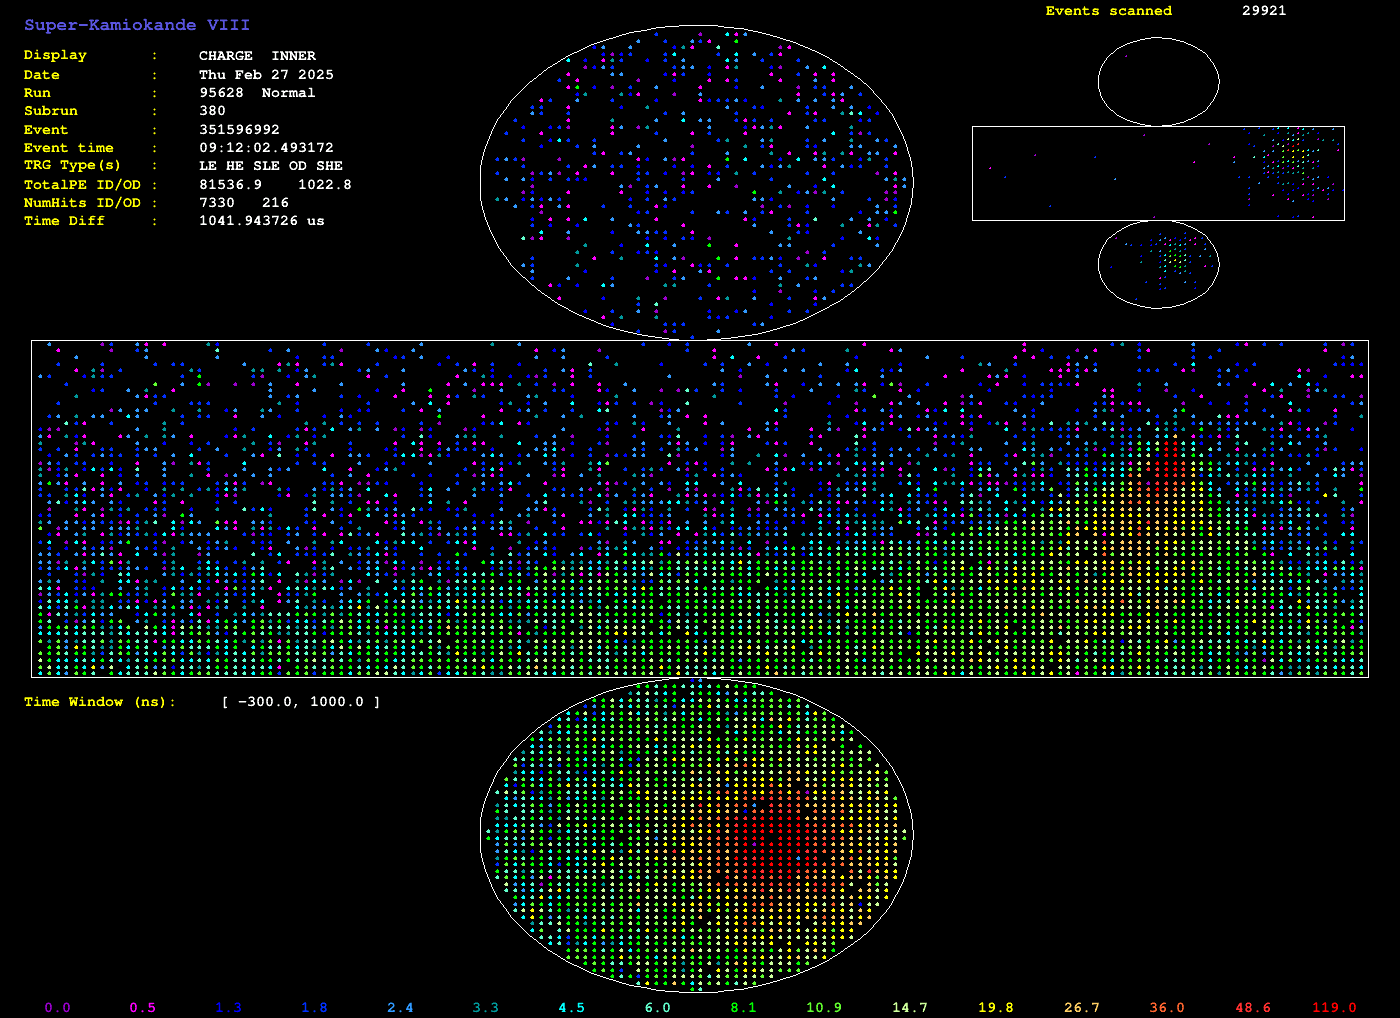 Super-Kamiokande VIII
Events scanned 29921
Display : CHARGE INNER
Date : Thu Feb 27 2025
Run : 95628 Normal
Subrun : 380
Event : 351596992
Event time : 09:12:02.493172
TRG Type(s) : LE HE SLE OD SHE
TotalPE ID/OD : 81536.9 1022.8
NumHits ID/OD : 7330 216
Time Diff : 1041.943726 us
Time Window (ns): [ -300.0, 1000.0 ]
0.0 0.5 1.3 1.8 2.4 3.3 4.5 6.0 8.1 10.9 14.7 19.8 26.7 36.0 48.6 119.0